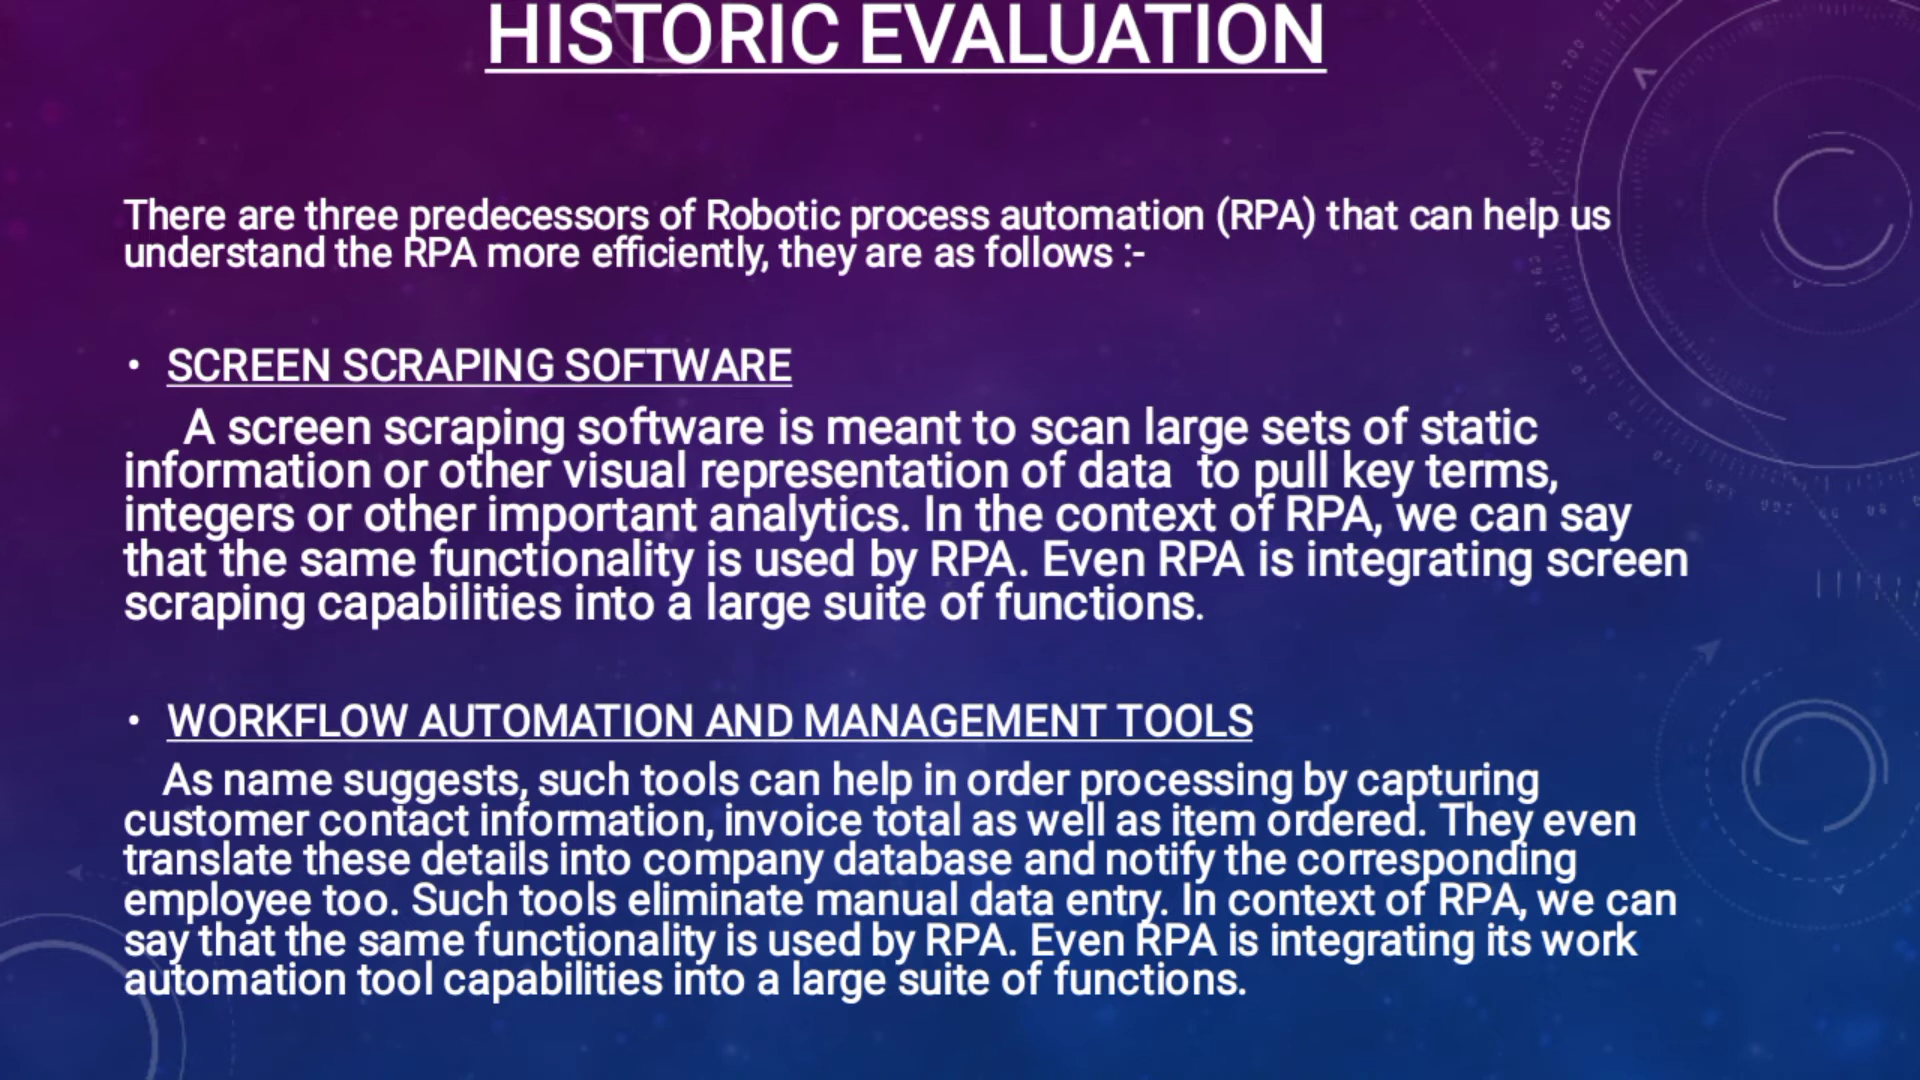 HISTORIC EVALUATION
There are three predecessors of Robotic process automation (RPA) that can help us
understand the RPA more efficiently, they are as follows :-
• SCREEN SCRAPING SOFTWARE
A screen scraping software is meant to scan large sets of static
information or other visual representation of data to pull key terms,
integers or other important analytics. In the context of RPA, we can say
that the same functionality is used by RPA. Even RPA is integrating screen
scraping capabilities into a large suite of functions.
• WORKFLOW AUTOMATION AND MANAGEMENT TOOLS
As name suggests, such tools can help in order processing by capturing
customer contact information, invoice total as well as item ordered. They even
translate these details into company database and notify the corresponding
employee too. Such tools eliminate manual data entry. In context of RPA, we can
say that the same functionality is used by RPA. Even RPA is integrating its work
automation tool capabilities into a large suite of functions.